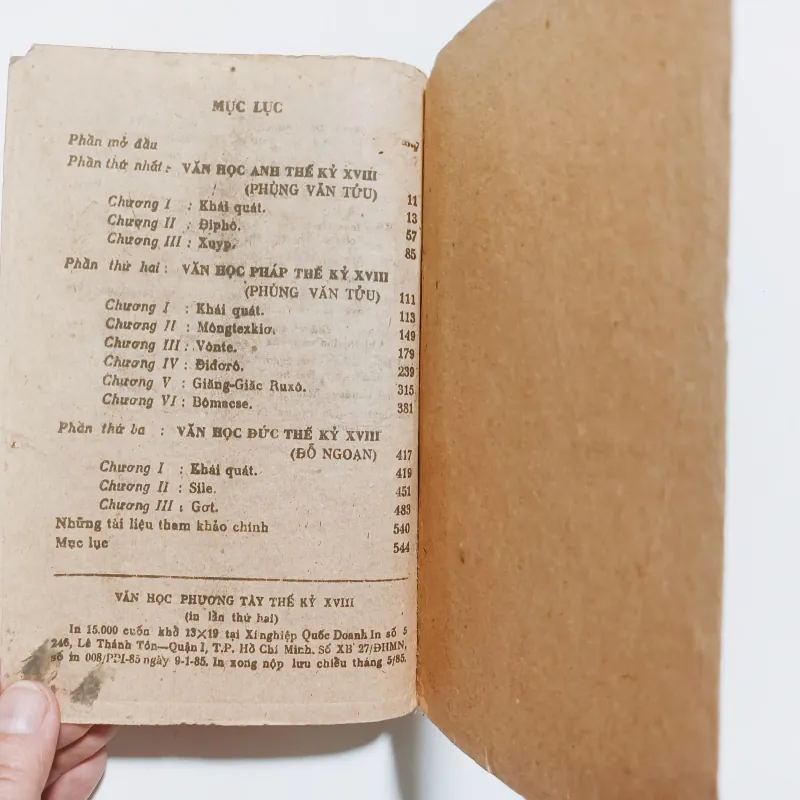 MỤC LỤC
Phần mở đầu
Phần thứ nhất : VĂN HỌC ANH THẾ KỶ XVIII
(PHÙNG VĂN TỬU) 11
Chương I : Khái quát. 13
Chương II : Điphô. 57
Chương III : Xuyp. 85
Phần thứ hai : VĂN HỌC PHÁP THẾ KỶ XVIII
(PHÙNG VĂN TỬU) 111
Chương I : Khái quát. 113
Chương II : Môngtexkiơ. 149
Chương III : Vônte. 179
Chương IV : Điđơrô. 239
Chương V : Giăng-Giăc Ruxô. 315
Chương VI : Bômacse. 381
Phần thứ ba : VĂN HỌC ĐỨC THẾ KỶ XVIII
(ĐỖ NGOẠN) 417
Chương I : Khái quát. 419
Chương II : Sile. 451
Chương III : Gơt. 483
Những tài liệu tham khảo chính 540
Mục lục 544
VĂN HỌC PHƯƠNG TÂY THẾ KỶ XVIII
(in lần thứ hai)
In 15.000 cuốn khổ 13×19 tại Xí nghiệp Quốc Doanh In số 5
246, Lê Thánh Tôn—Quận I, T.P. Hồ Chí Minh. Số XB 27/ĐHMN,
số in 008/PPI-85 ngày 9-1-85. In xong nộp lưu chiều tháng 5/85.